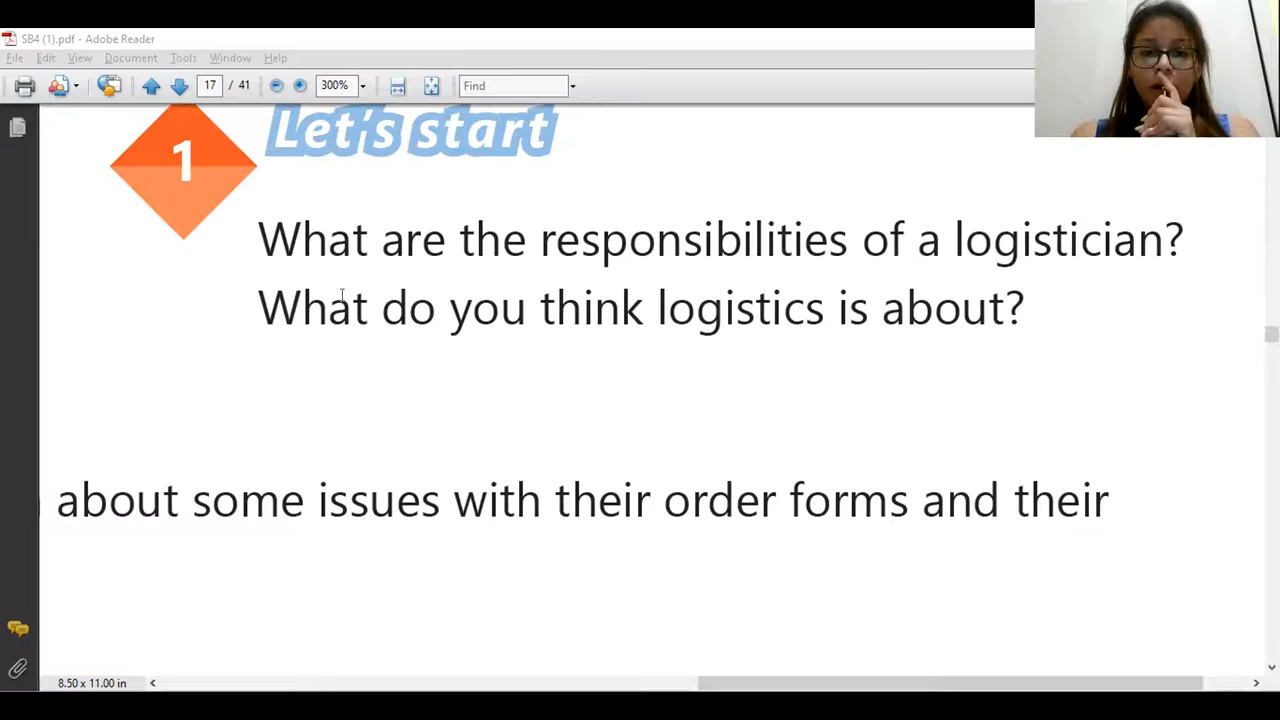 SB4 (1).pdf - Adobe Reader
File Edit View Document Tools Window Help
17 / 41 300% Find
1
Let's start
What are the responsibilities of a logistician?
What do you think logistics is about?
about some issues with their order forms and their
8.50 x 11.00 in